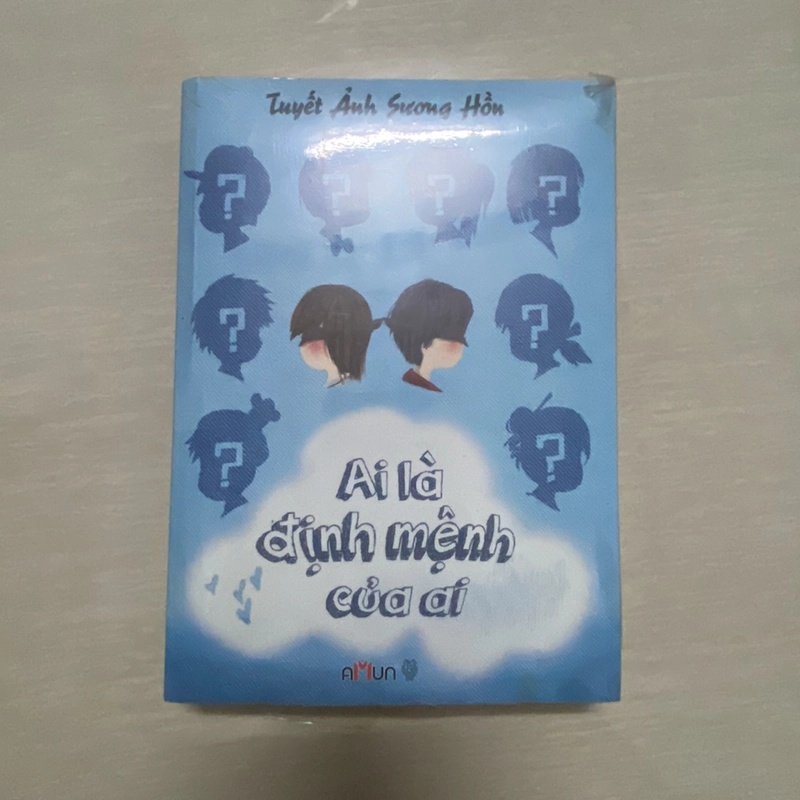 Tuyết Ảnh Sương Hồn
? ? ? ?
? ?
? ?
Ai là
định mệnh
của ai
AMUN